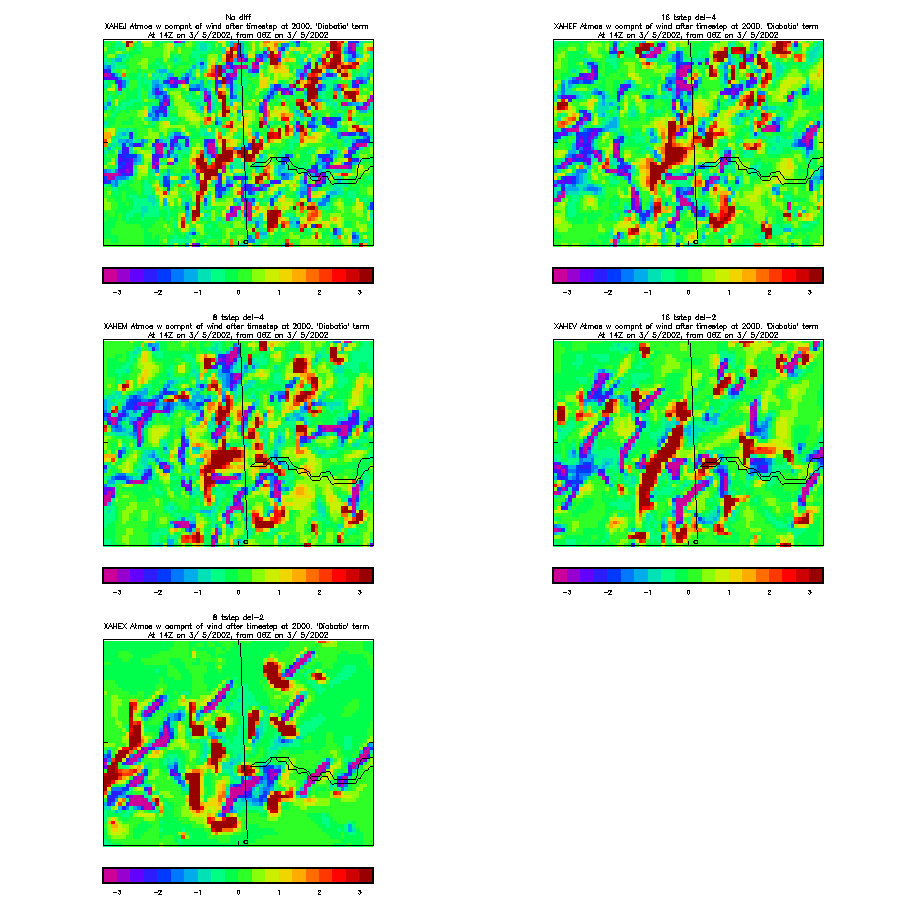 No diff
XAHEJ Atmos w compnt of wind after timestep at 2000. 'Diabatic' term
At 14Z on 3/ 5/2002, from 06Z on 3/ 5/2002
-3 -2 -1 0 1 2 3
16 tstep del-4
XAHEF Atmos w compnt of wind after timestep at 2000. 'Diabatic' term
At 14Z on 3/ 5/2002, from 06Z on 3/ 5/2002
-3 -2 -1 0 1 2 3
8 tstep del-4
XAHEM Atmos w compnt of wind after timestep at 2000. 'Diabatic' term
At 14Z on 3/ 5/2002, from 06Z on 3/ 5/2002
-3 -2 -1 0 1 2 3
16 tstep del-2
XAHEV Atmos w compnt of wind after timestep at 2000. 'Diabatic' term
At 14Z on 3/ 5/2002, from 06Z on 3/ 5/2002
-3 -2 -1 0 1 2 3
8 tstep del-2
XAHEX Atmos w compnt of wind after timestep at 2000. 'Diabatic' term
At 14Z on 3/ 5/2002, from 06Z on 3/ 5/2002
-3 -2 -1 0 1 2 3